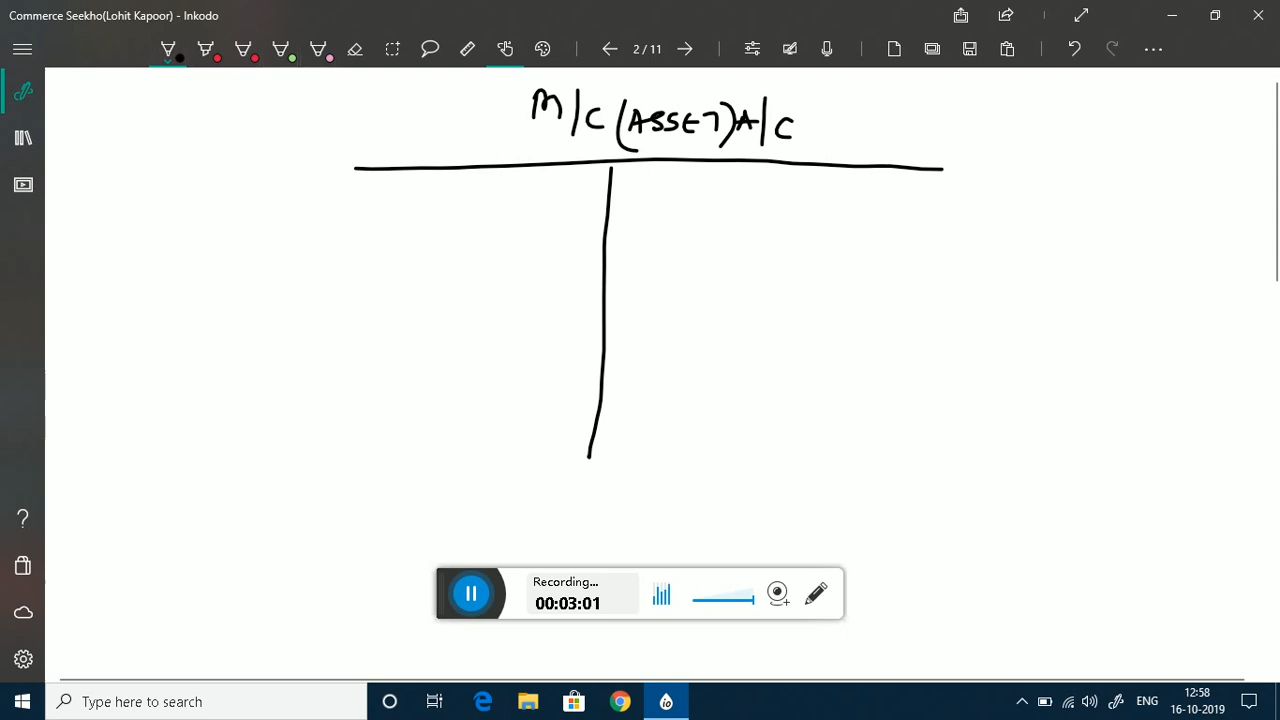 Commerce Seekho(Lohit Kapoor) - Inkodo
2/11
M/C (ASSET) A/C
Recording...
00:03:01
Type here to search
ENG
12:58
16-10-2019